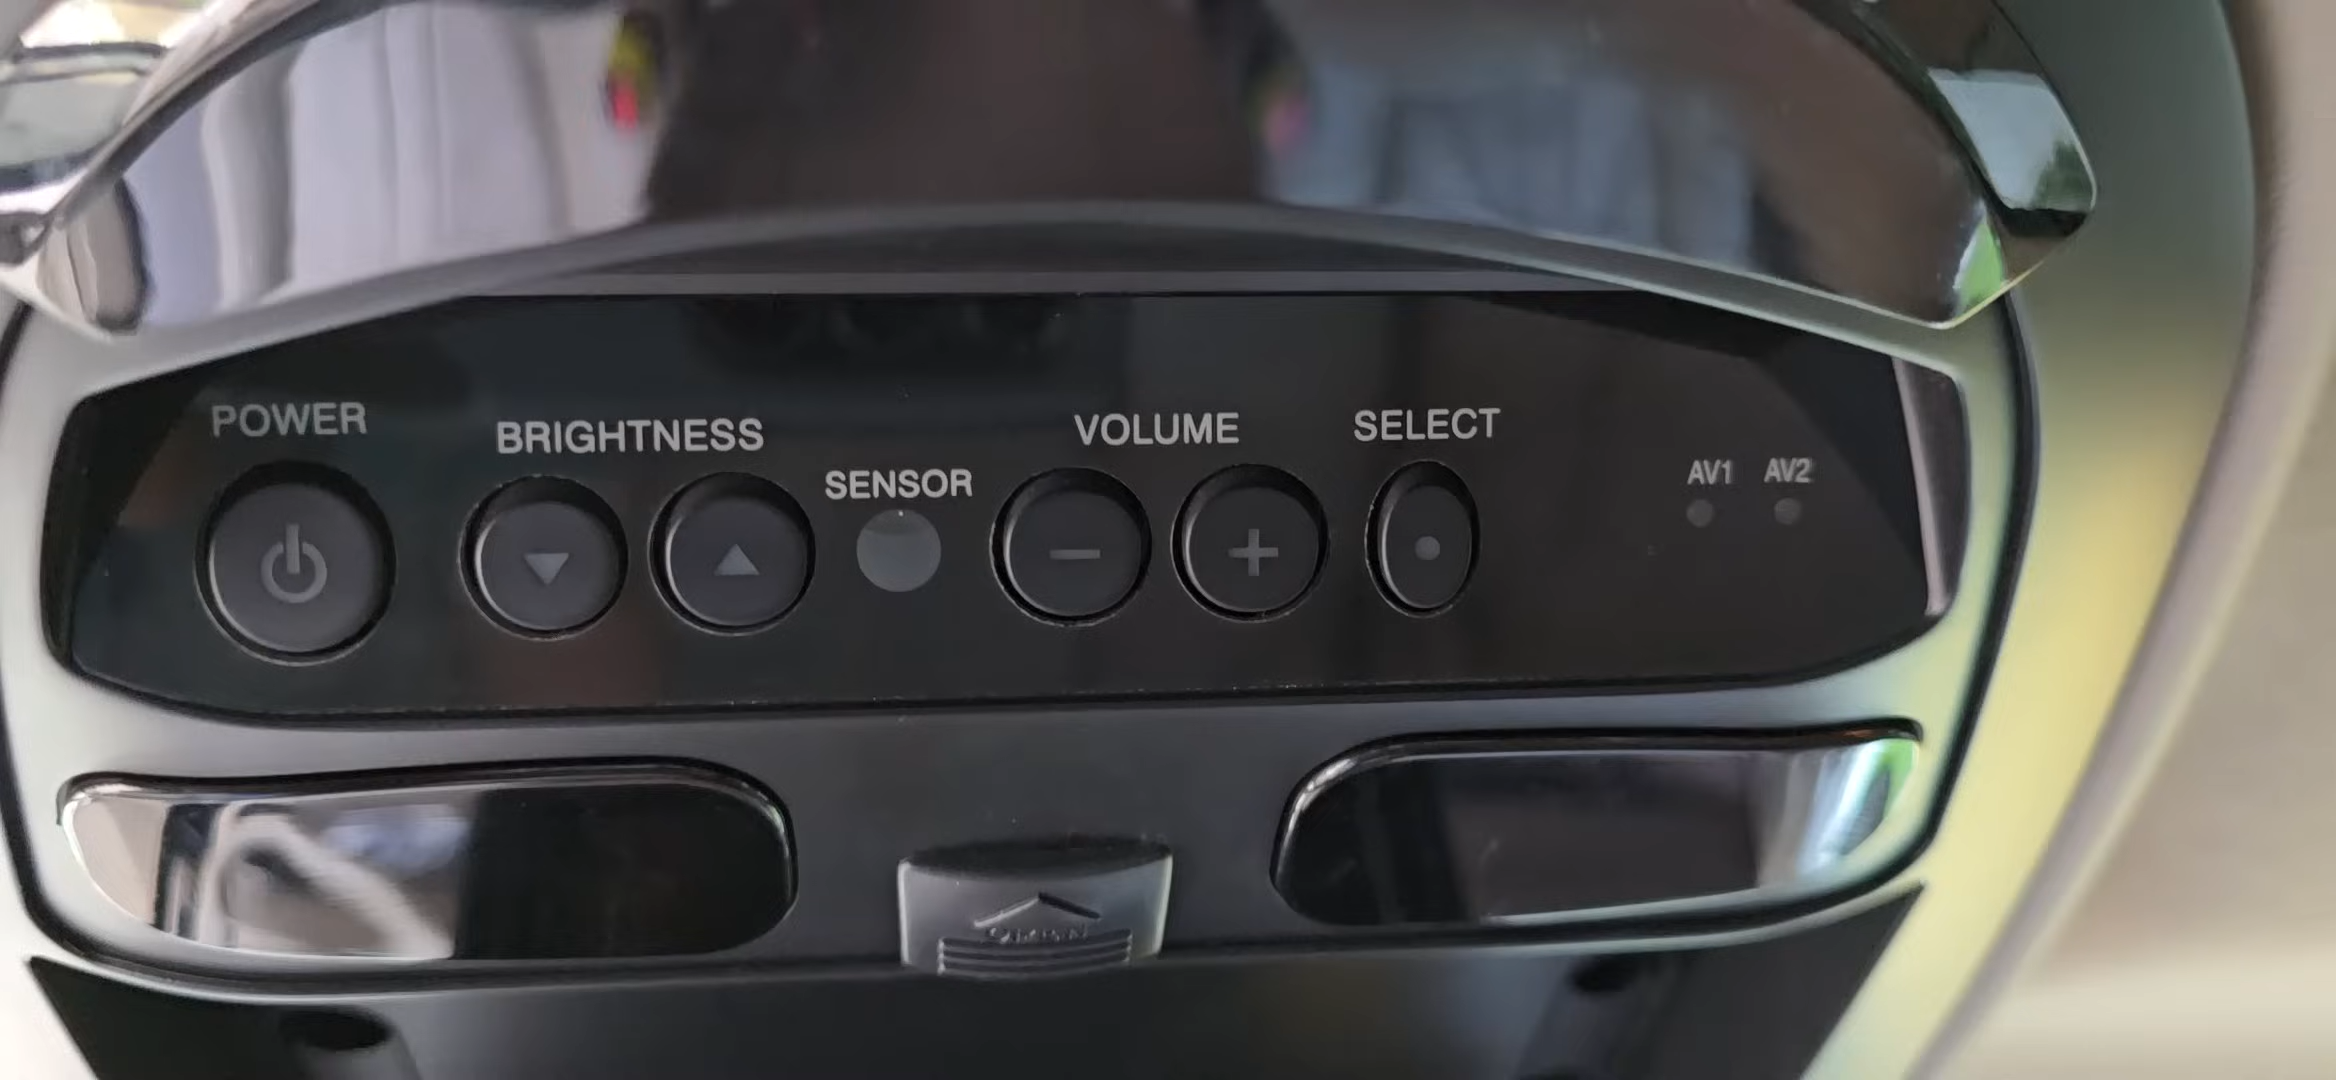 POWER
BRIGHTNESS
SENSOR
VOLUME
SELECT
AV1 AV2